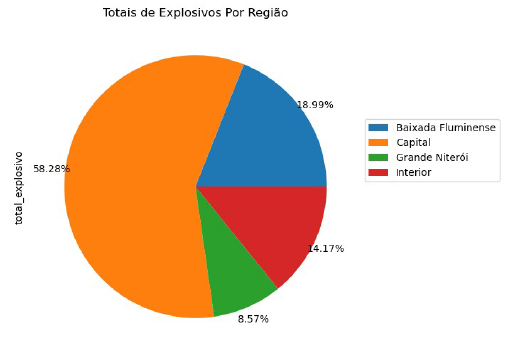 Totais de Explosivos Por Região
18.99%
Baixada Fluminense
Capital
Grande Niterói
Interior
58.28%
total_explosivo
14.17%
8.57%